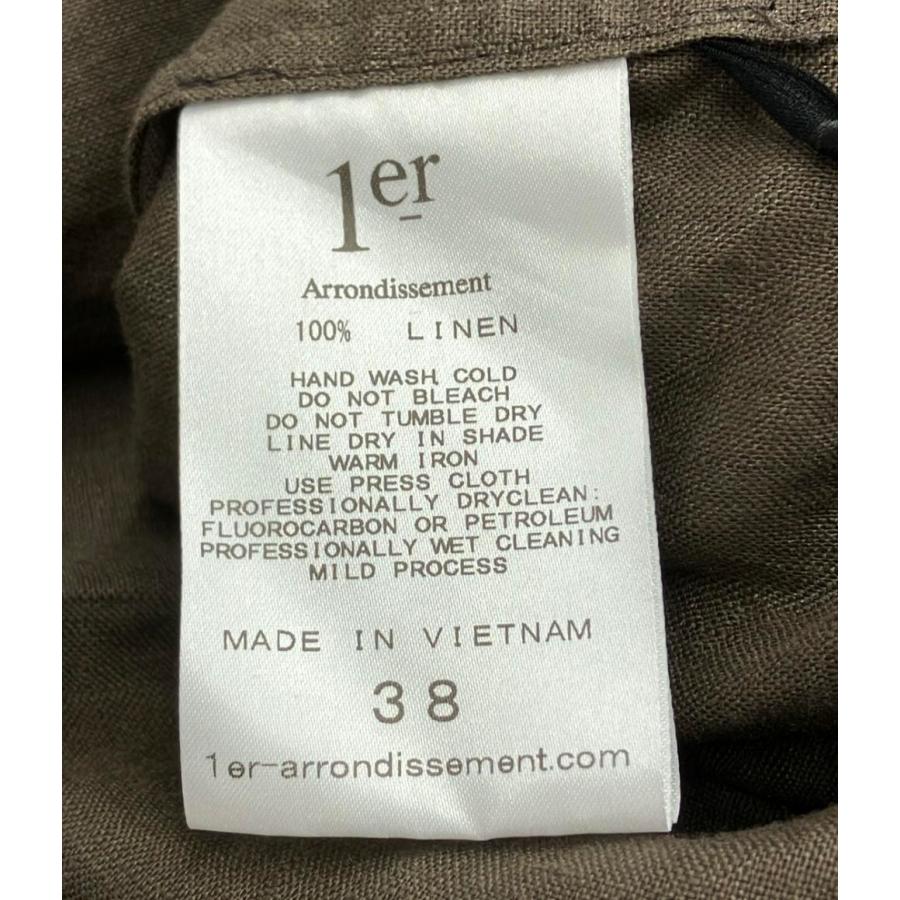 1er
Arrondissement
100% LINEN
HAND WASH COLD
DO NOT BLEACH
DO NOT TUMBLE DRY
LINE DRY IN SHADE
WARM IRON
USE PRESS CLOTH
PROFESSIONALLY DRYCLEAN:
FLUOROCARBON OR PETROLEUM
PROFESSIONALLY WET CLEANING
MILD PROCESS
MADE IN VIETNAM
38
1er-arrondissement.com